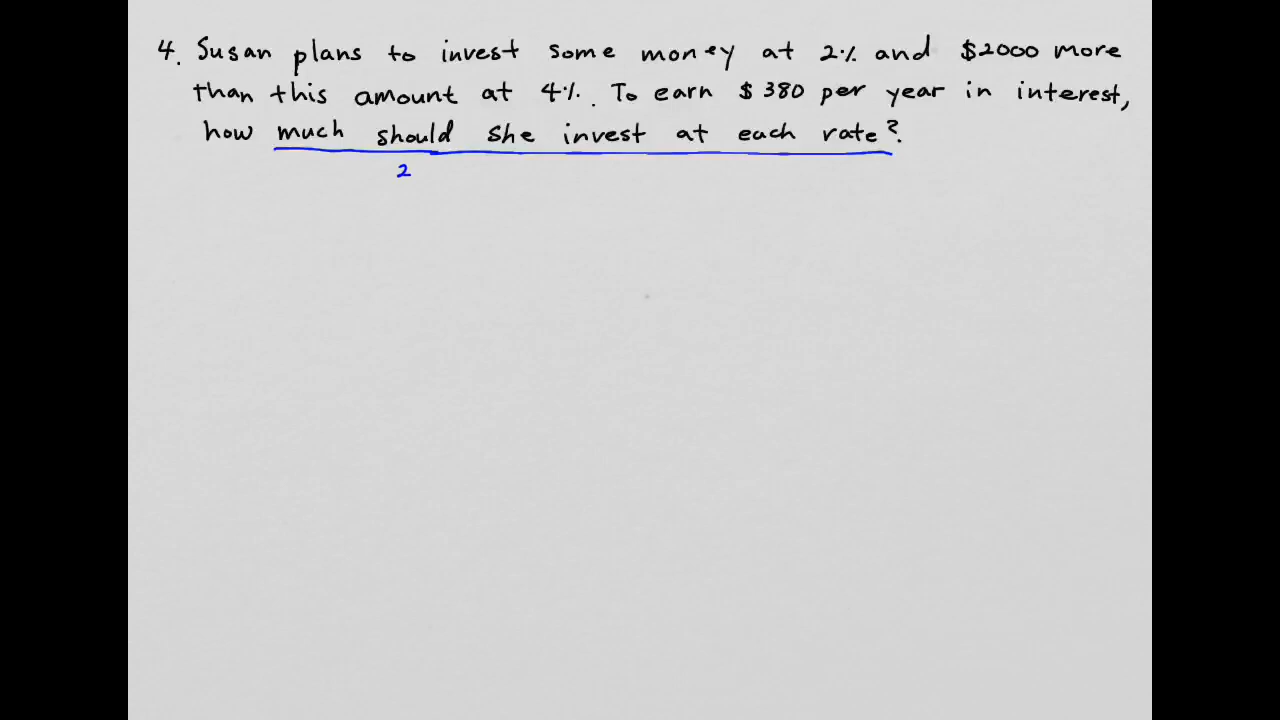 4. Susan plans to invest some money at 2% and $2000 more
than this amount at 4%. To earn $380 per year in interest,
how much should she invest at each rate?
2